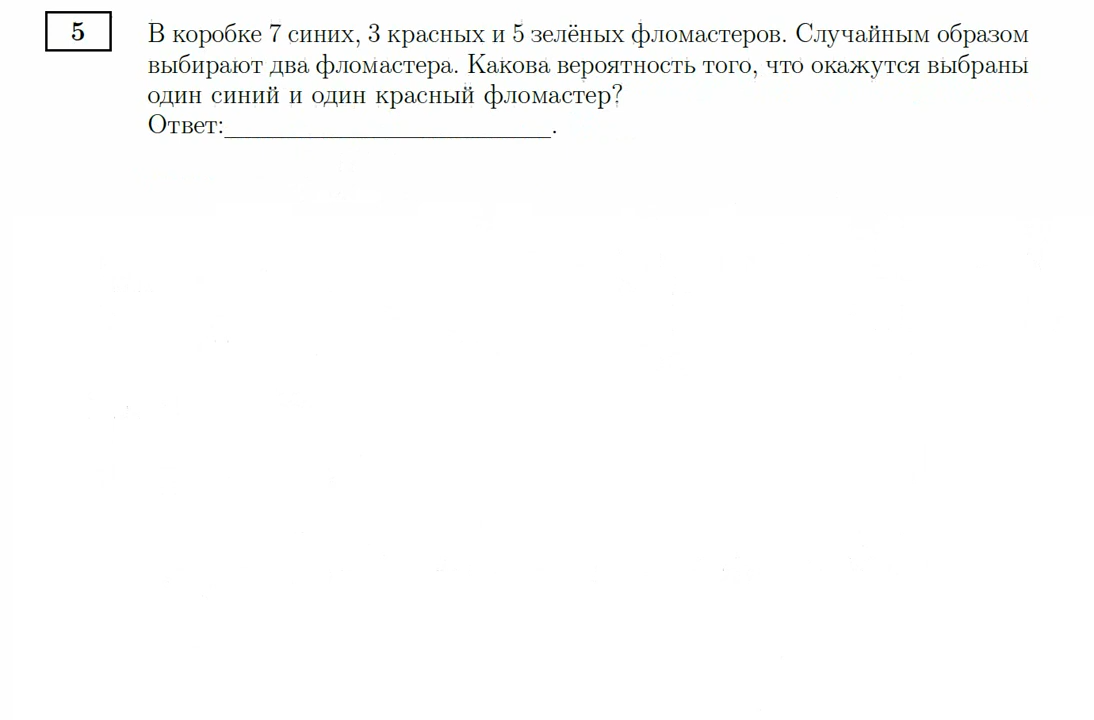 5
В коробке 7 синих, 3 красных и 5 зелёных фломастеров. Случайным образом
выбирают два фломастера. Какова вероятность того, что окажутся выбраны
один синий и один красный фломастер?
Ответ:__________________________.